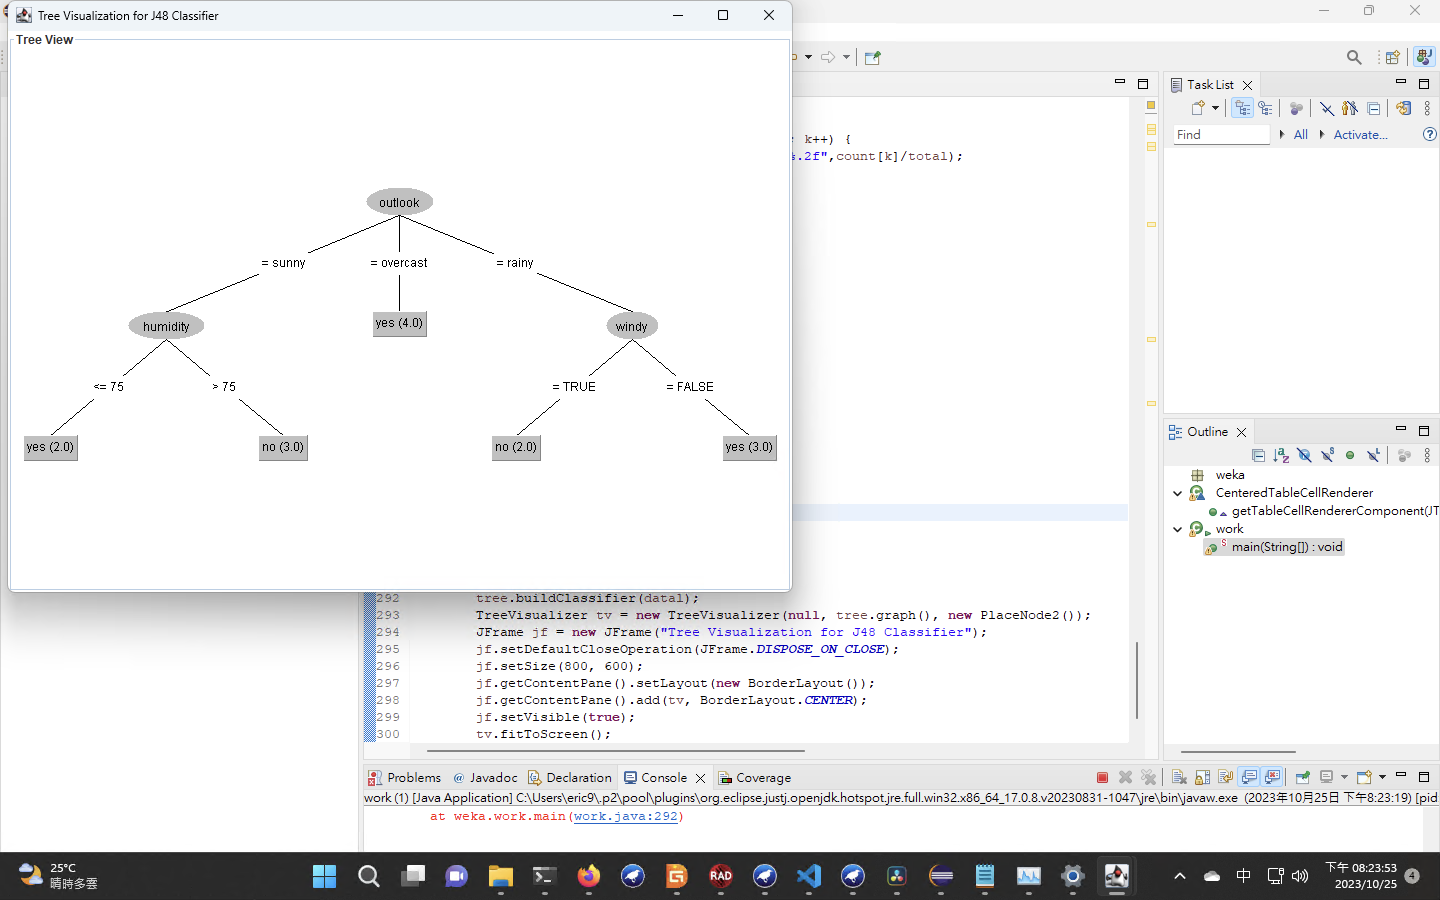 Tree Visualization for J48 Classifier
Tree View
outlook
= sunny
= overcast
= rainy
humidity
yes (4.0)
windy
<= 75
> 75
= TRUE
= FALSE
yes (2.0)
no (3.0)
no (2.0)
yes (3.0)
k++) {
.2f",count[k]/total);
292 tree.buildClassifier(data1);
293 TreeVisualizer tv = new TreeVisualizer(null, tree.graph(), new PlaceNode2());
294 JFrame jf = new JFrame("Tree Visualization for J48 Classifier");
295 jf.setDefaultCloseOperation(JFrame.DISPOSE_ON_CLOSE);
296 jf.setSize(800, 600);
297 jf.getContentPane().setLayout(new BorderLayout());
298 jf.getContentPane().add(tv, BorderLayout.CENTER);
299 jf.setVisible(true);
300 tv.fitToScreen();
Task List
Find
All
Activate...
Outline
weka
CenteredTableCellRenderer
getTableCellRendererComponent(JT
work
main(String[]) : void
Problems
Javadoc
Declaration
Console
Coverage
work (1) [Java Application] C:\Users\eric9\.p2\pool\plugins\org.eclipse.justj.openjdk.hotspot.jre.full.win32.x86_64_17.0.8.v20230831-1047\jre\bin\javaw.exe (2023年10月25日 下午8:23:19) [pid
at weka.work.main(work.java:292)
25°C
晴時多雲
RAD
中
下午 08:23:53
2023/10/25
4